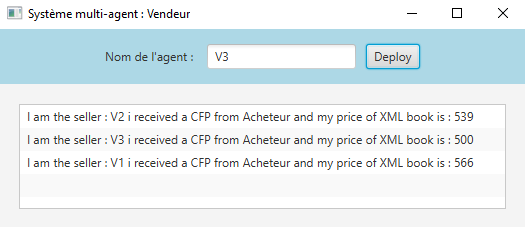 Système multi-agent : Vendeur
Nom de l'agent : V3 Deploy
I am the seller : V2 i received a CFP from Acheteur and my price of XML book is : 539
I am the seller : V3 i received a CFP from Acheteur and my price of XML book is : 500
I am the seller : V1 i received a CFP from Acheteur and my price of XML book is : 566